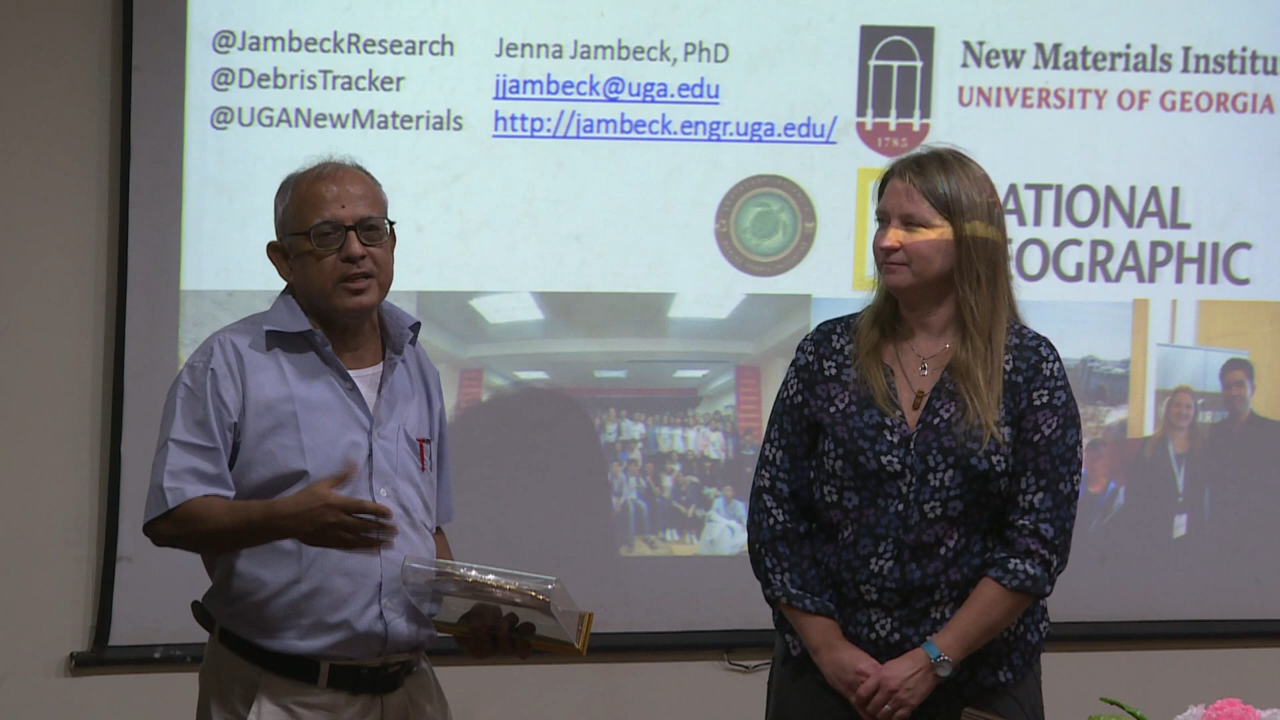 @JambeckResearch
@DebrisTracker
@UGANewMaterials
Jenna Jambeck, PhD
jjambeck@uga.edu
http://jambeck.engr.uga.edu/
1785
New Materials Institu
UNIVERSITY OF GEORGIA
ATIONAL
EOGRAPHIC